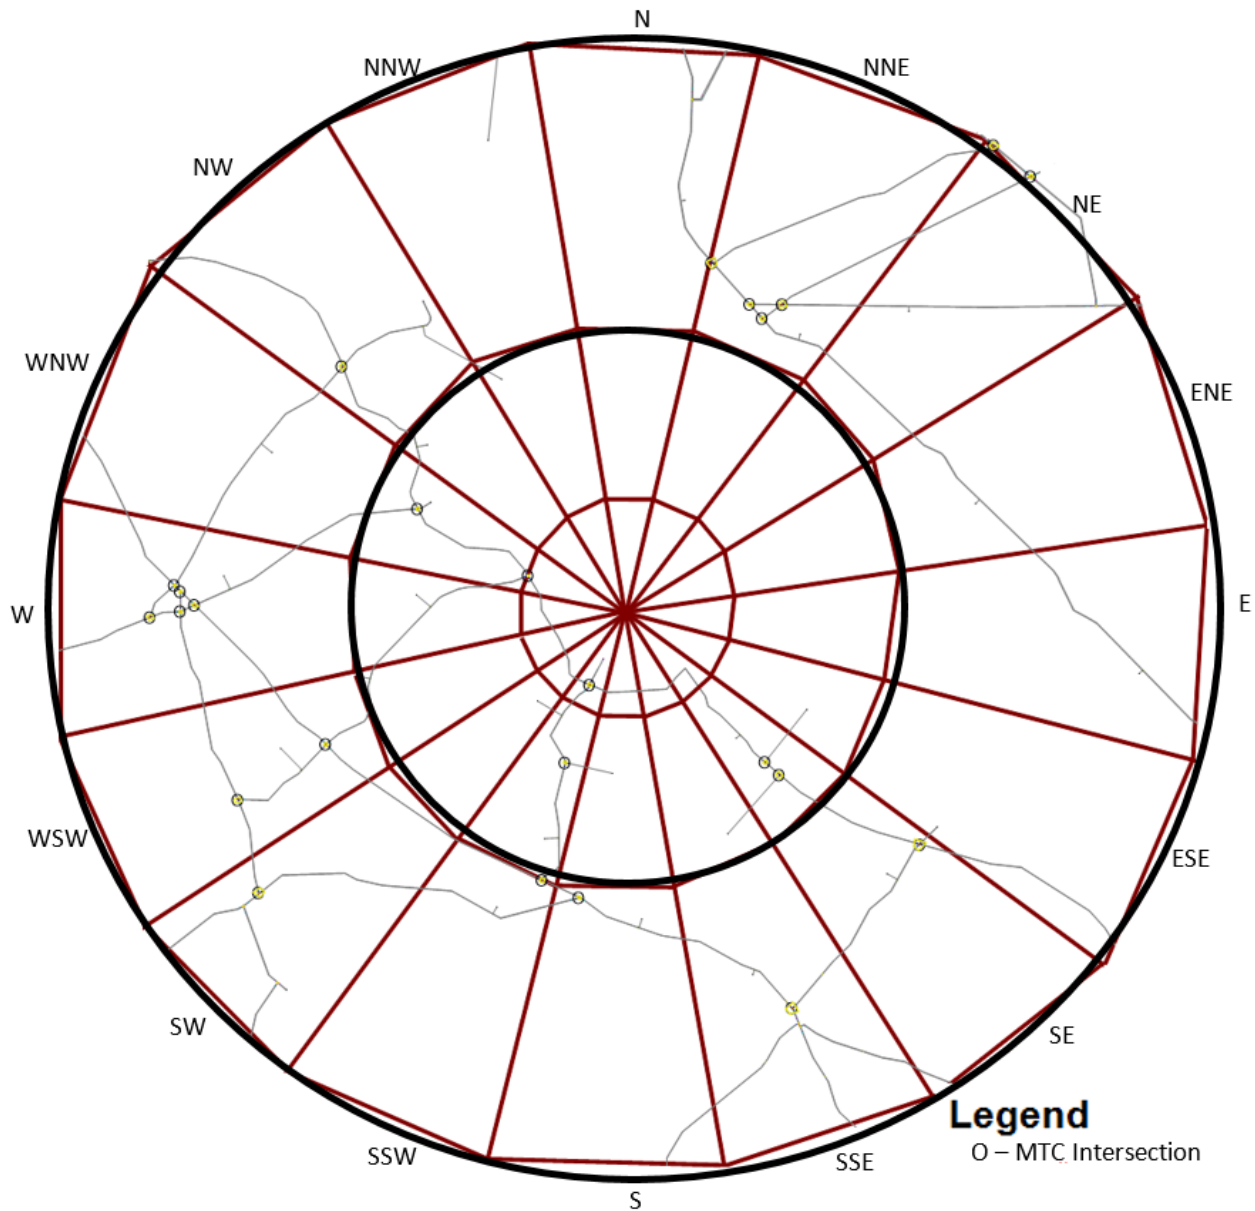 N
NNW
NNE
NW
NE
WNW
ENE
W
E
WSW
ESE
SW
SE
Legend
O – MTC Intersection
SSW
SSE
S